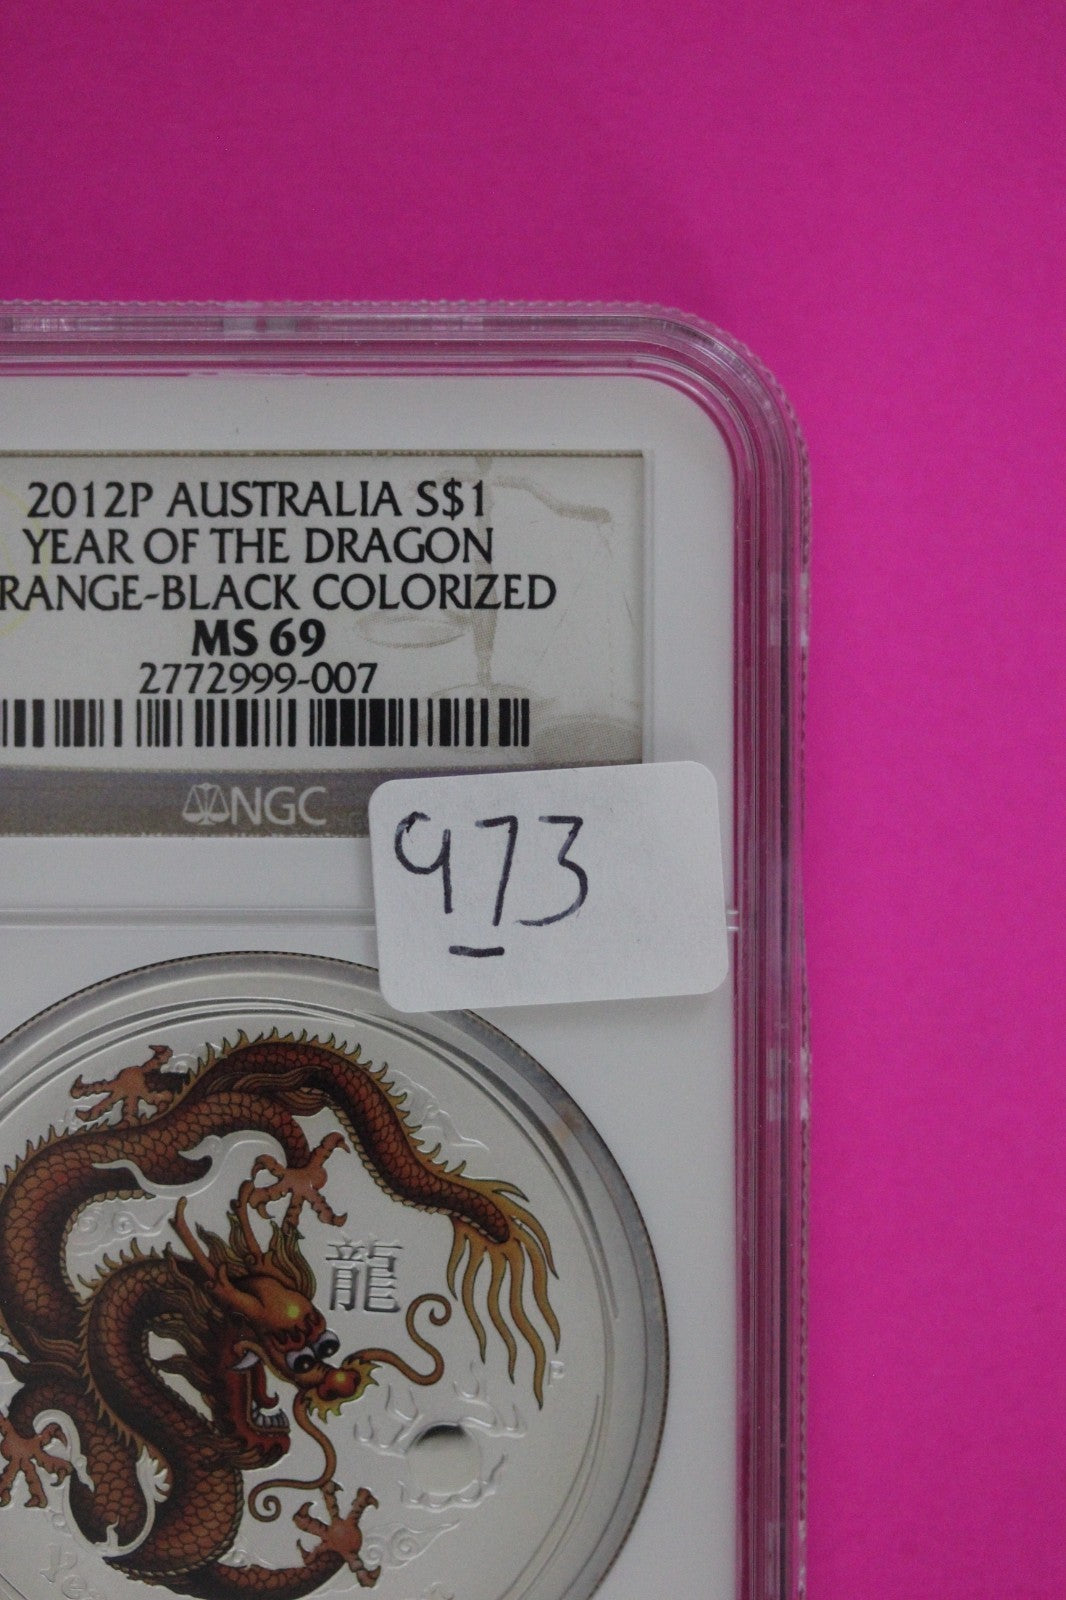 2012P AUSTRALIA S$1
YEAR OF THE DRAGON
RANGE-BLACK COLORIZED
MS 69
2772999-007
NGC
973
龍
P